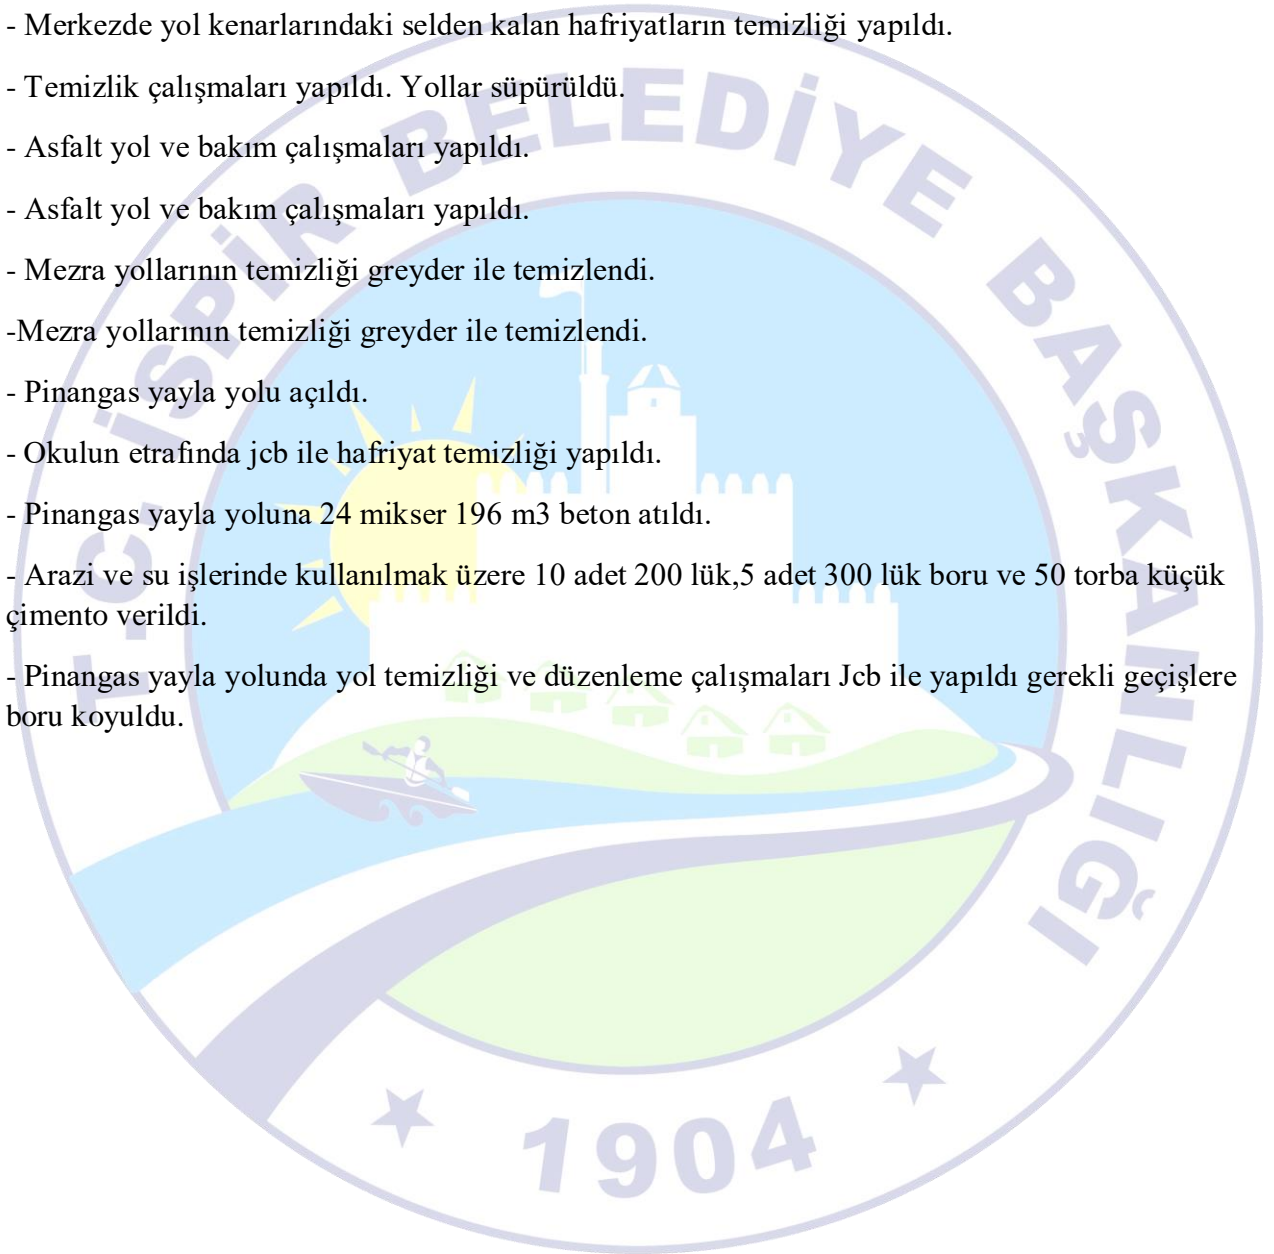 - Merkezde yol kenarlarındaki selden kalan hafriyatların temizliği yapıldı.
- Temizlik çalışmaları yapıldı. Yollar süpürüldü.
- Asfalt yol ve bakım çalışmaları yapıldı.
- Asfalt yol ve bakım çalışmaları yapıldı.
- Mezra yollarının temizliği greyder ile temizlendi.
-Mezra yollarının temizliği greyder ile temizlendi.
- Pinangas yayla yolu açıldı.
- Okulun etrafında jcb ile hafriyat temizliği yapıldı.
- Pinangas yayla yoluna 24 mikser 196 m3 beton atıldı.
- Arazi ve su işlerinde kullanılmak üzere 10 adet 200 lük,5 adet 300 lük boru ve 50 torba küçük
çimento verildi.
- Pinangas yayla yolunda yol temizliği ve düzenleme çalışmaları Jcb ile yapıldı gerekli geçişlere
boru koyuldu.
T.C. İSPİR BELEDİYE BAŞKANLIĞI
1904